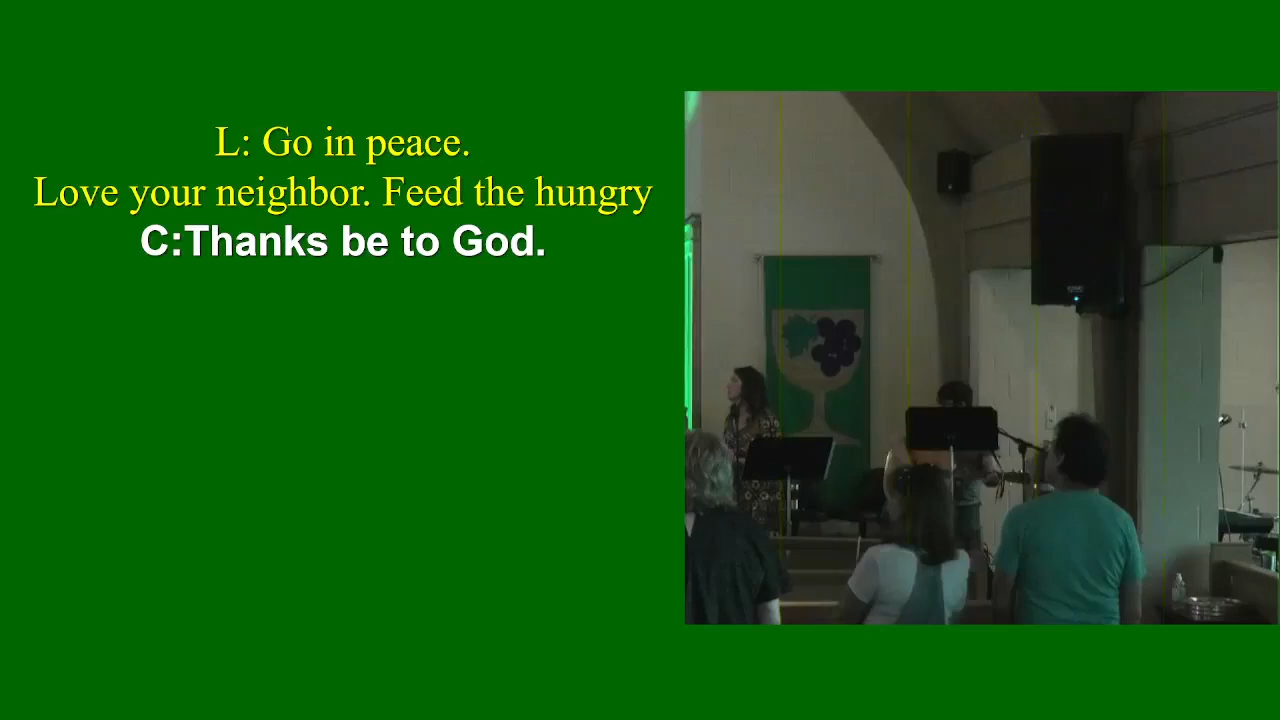 L: Go in peace.
Love your neighbor. Feed the hungry
C:Thanks be to God.